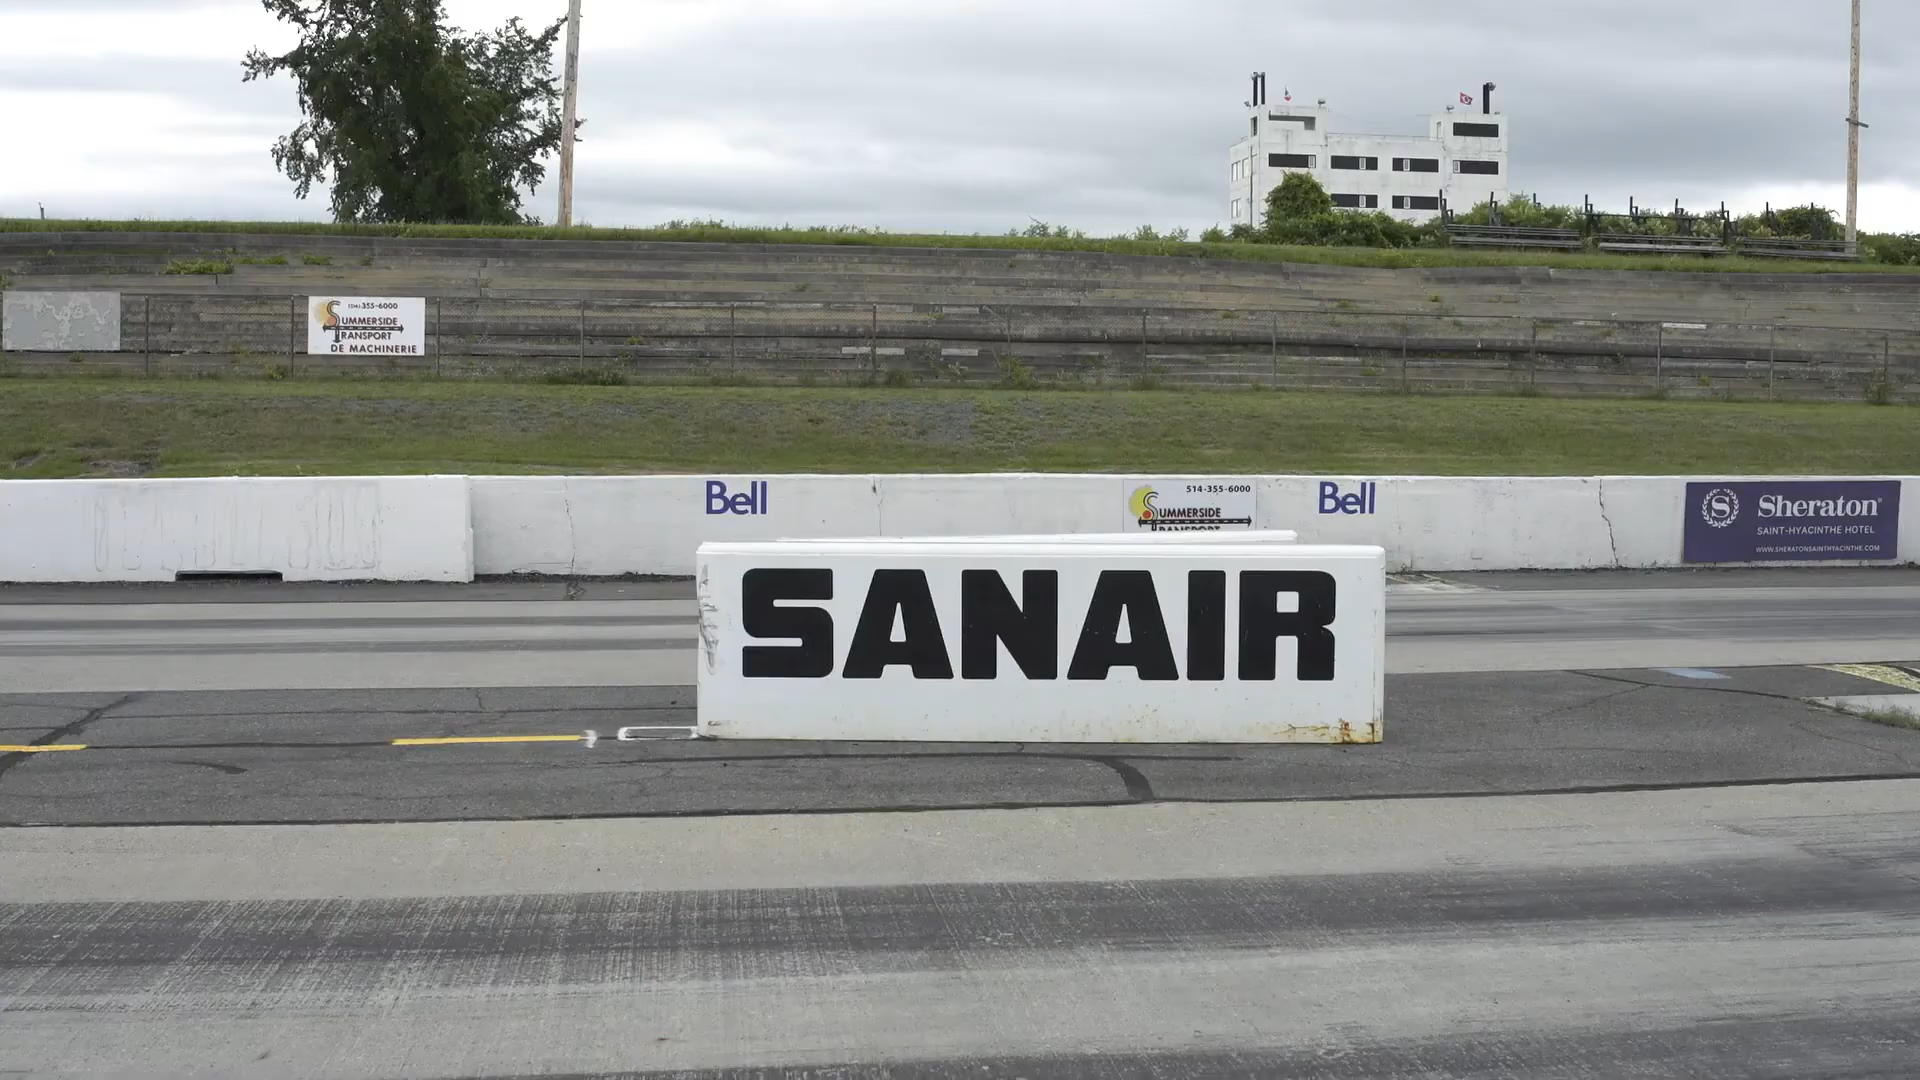 (514)-355-6000
SUMMERSIDE
TRANSPORT
DE MACHINERIE
Bell
514-355-6000
SUMMERSIDE
TRANSPORT
Bell
S
Sheraton
SAINT-HYACINTHE HOTEL
WWW.SHERATONSAINTHYACINTHE.COM
SANAIR